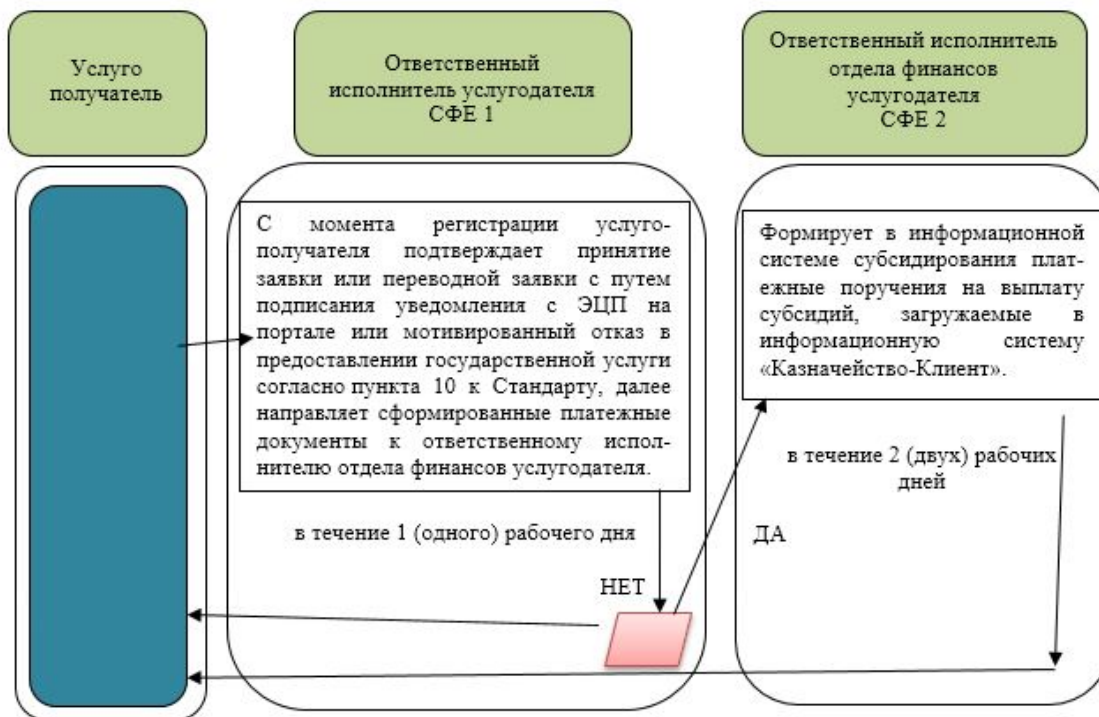 Услуго
получатель
Ответственный
исполнитель услугодателя
СФЕ 1
Ответственный исполнитель
отдела финансов
услугодателя
СФЕ 2
С момента регистрации услуго-
получателя подтверждает принятие
заявки или переводной заявки с путем
подписания уведомления с ЭЦП на
портале или мотивированный отказ в
предоставлении государственной услуги
согласно пункта 10 к Стандарту, далее
направляет сформированные платежные
документы к ответственному испол-
нителю отдела финансов услугодателя.
в течение 1 (одного) рабочего дня
НЕТ
Формирует в информационной
системе субсидирования плат-
ежные поручения на выплату
субсидий, загружаемые в
информационную систему
«Казначейство-Клиент».
в течение 2 (двух) рабочих
дней
ДА